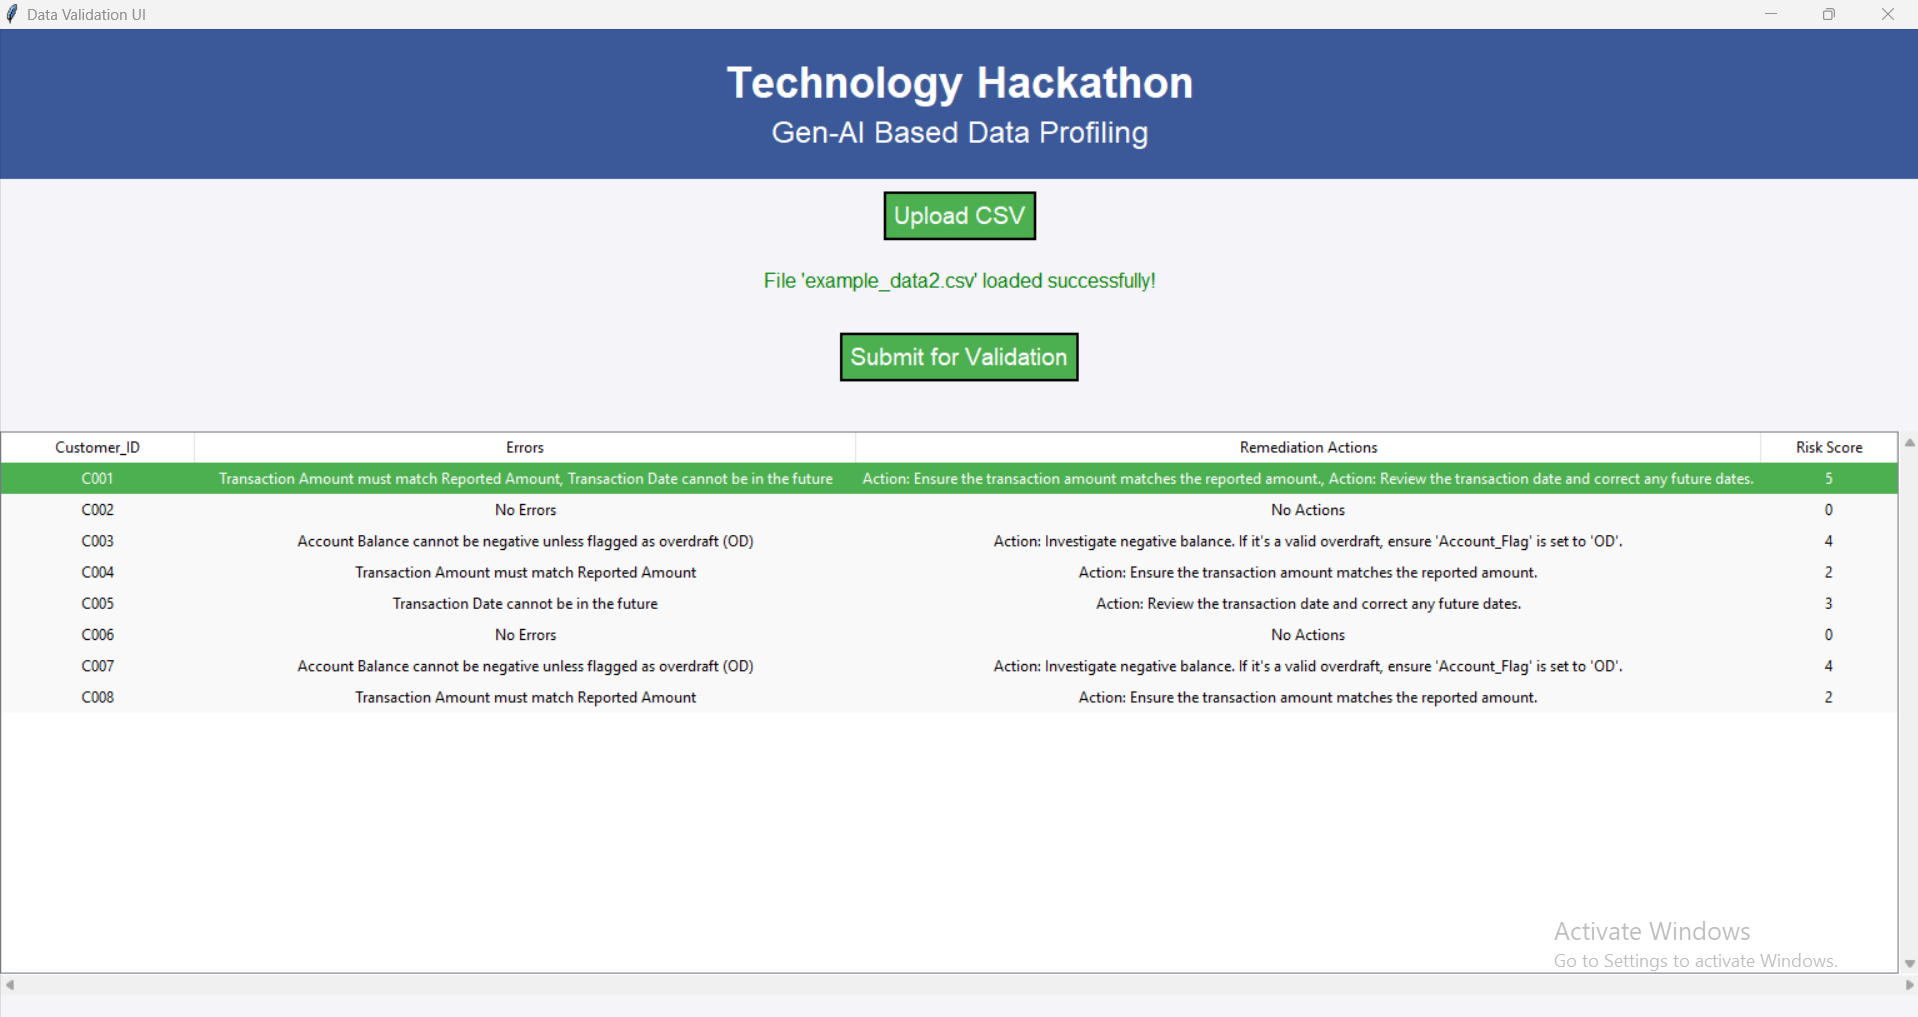 Data Validation UI
Technology Hackathon
Gen-AI Based Data Profiling
Upload CSV
File 'example_data2.csv' loaded successfully!
Submit for Validation
Customer_ID Errors Remediation Actions Risk Score
C001 Transaction Amount must match Reported Amount, Transaction Date cannot be in the future Action: Ensure the transaction amount matches the reported amount., Action: Review the transaction date and correct any future dates. 5
C002 No Errors No Actions 0
C003 Account Balance cannot be negative unless flagged as overdraft (OD) Action: Investigate negative balance. If it's a valid overdraft, ensure 'Account_Flag' is set to 'OD'. 4
C004 Transaction Amount must match Reported Amount Action: Ensure the transaction amount matches the reported amount. 2
C005 Transaction Date cannot be in the future Action: Review the transaction date and correct any future dates. 3
C006 No Errors No Actions 0
C007 Account Balance cannot be negative unless flagged as overdraft (OD) Action: Investigate negative balance. If it's a valid overdraft, ensure 'Account_Flag' is set to 'OD'. 4
C008 Transaction Amount must match Reported Amount Action: Ensure the transaction amount matches the reported amount. 2
Activate Windows
Go to Settings to activate Windows.